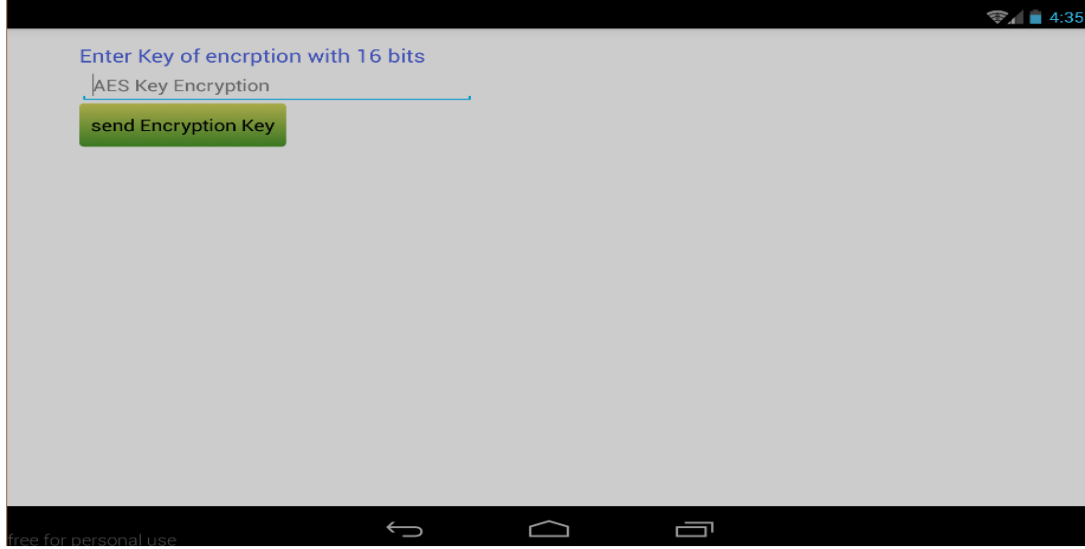 4:35
Enter Key of encrption with 16 bits
AES Key Encryption
send Encryption Key
free for personal use